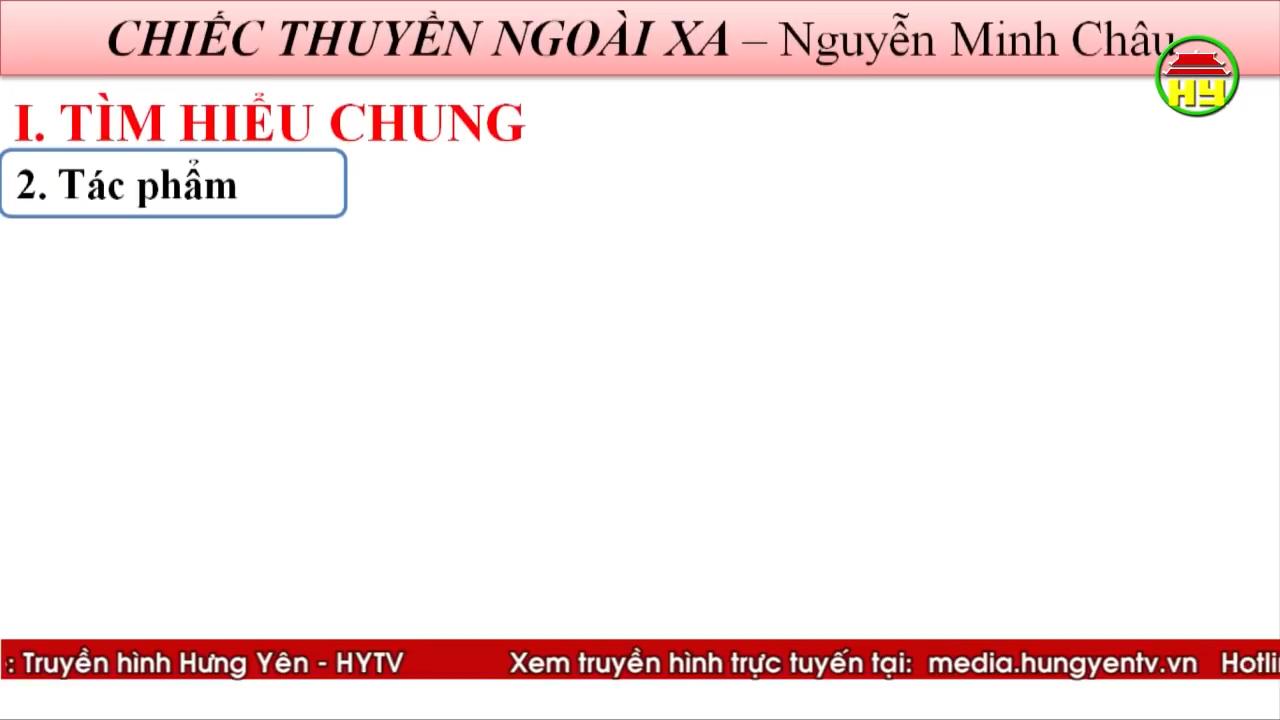 CHIẾC THUYỀN NGOÀI XA – Nguyễn Minh Châu
HY
I. TÌM HIỂU CHUNG
2. Tác phẩm
: Truyền hình Hưng Yên - HYTV Xem truyền hình trực tuyến tại: media.hungyentv.vn